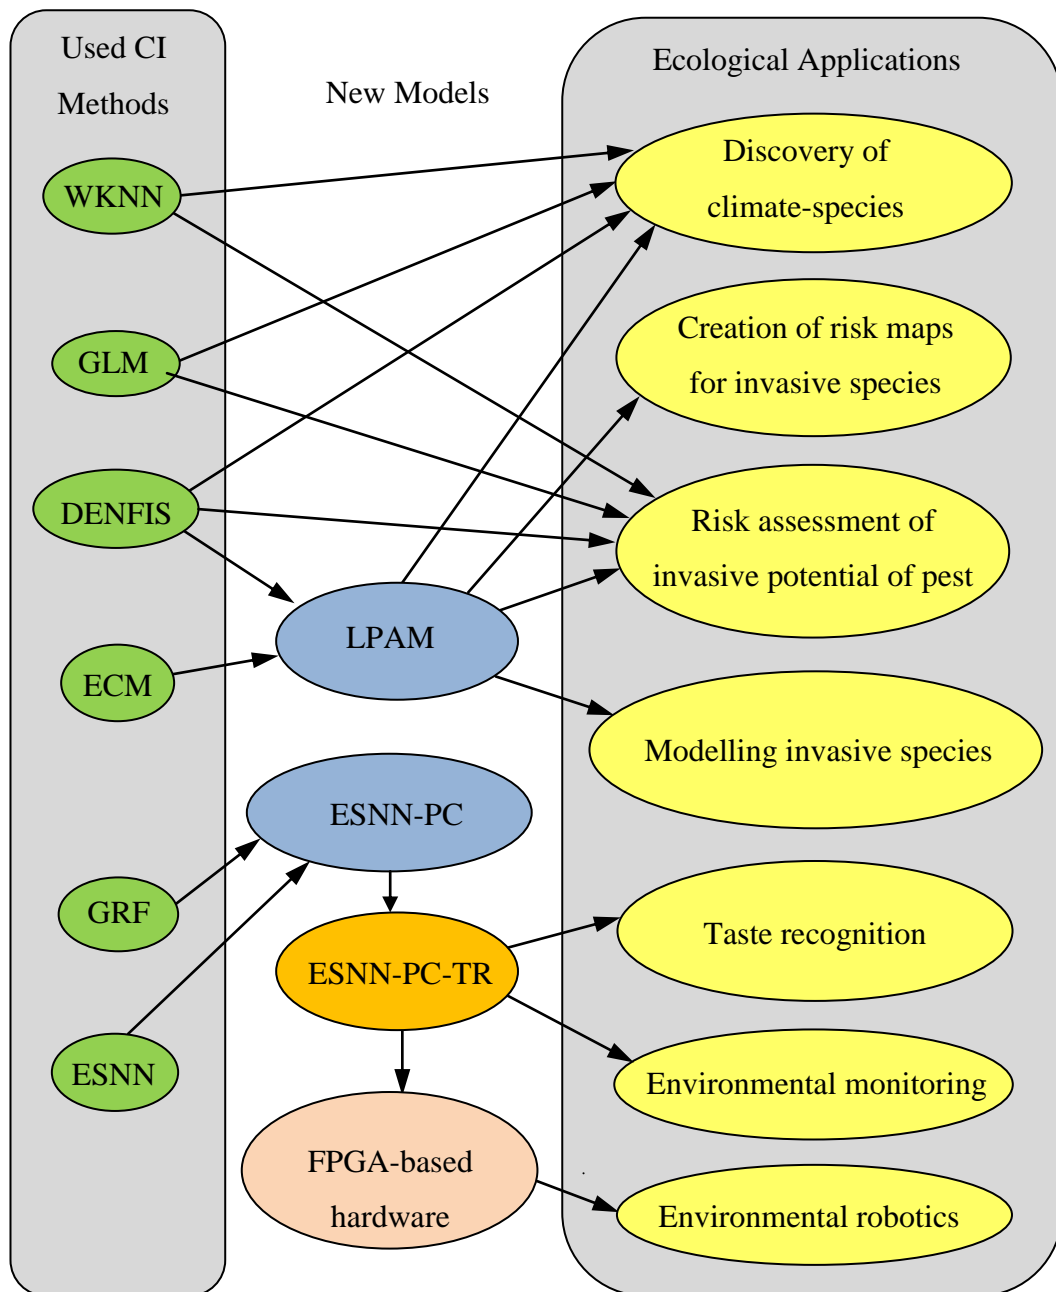 Used CI
Methods
New Models
Ecological Applications
WKNN
GLM
DENFIS
ECM
GRF
ESNN
LPAM
ESNN-PC
ESNN-PC-TR
FPGA-based
hardware
Discovery of
climate-species
Creation of risk maps
for invasive species
Risk assessment of
invasive potential of pest
Modelling invasive species
Taste recognition
Environmental monitoring
Environmental robotics